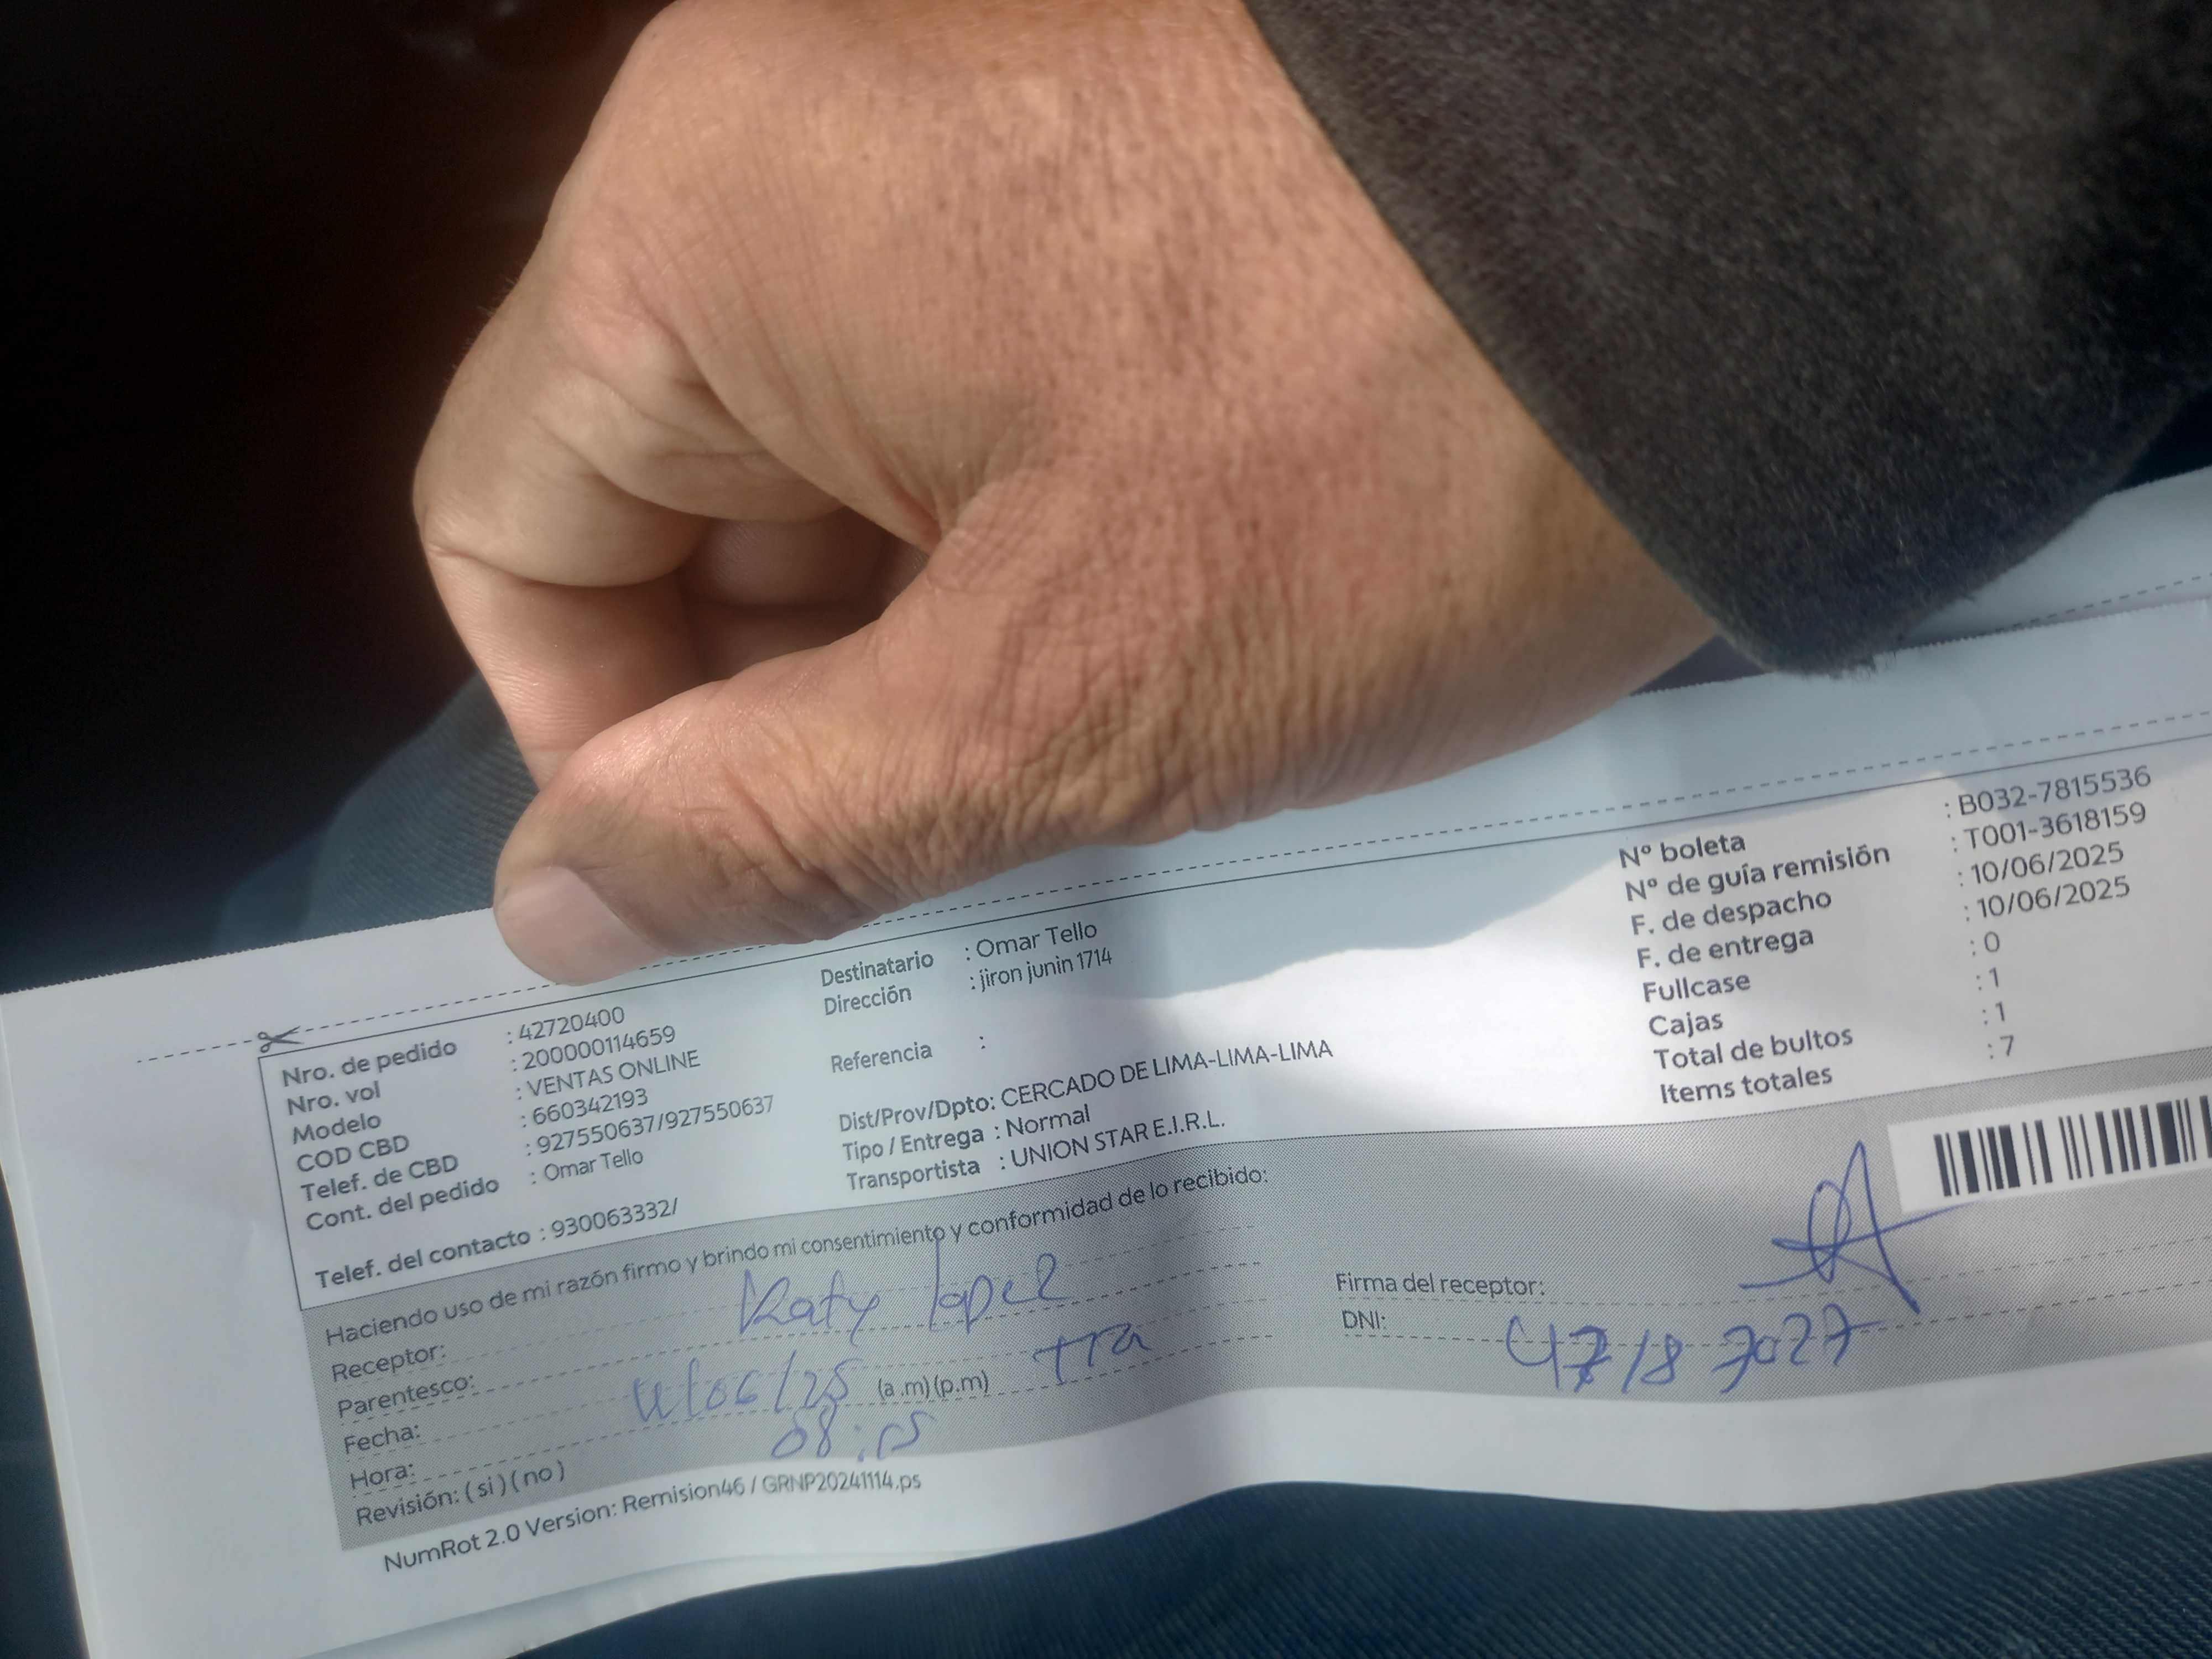 Nro. de pedido : 42720400
Nro. vol : 200000114659
Modelo : VENTAS ONLINE
COD CBD : 660342193
Telef. de CBD : 927550637/927550637
Cont. del pedido : Omar Tello
Telef. del contacto : 930063332/
Destinatario : Omar Tello
Dirección : jiron junin 1714
Referencia :
Dist/Prov/Dpto: CERCADO DE LIMA-LIMA-LIMA
Tipo / Entrega : Normal
Transportista : UNION STAR E.I.R.L.
Nº boleta : B032-7815536
Nº de guía remisión : T001-3618159
F. de despacho : 10/06/2025
F. de entrega : 10/06/2025
Fullcase : 0
Cajas : 1
Total de bultos : 1
Items totales : 7
Haciendo uso de mi razón firmo y brindo mi consentimiento y conformidad de lo recibido:
Receptor: Katy Lopez
Parentesco:
Fecha: /06/25 (a.m)(p.m)
Hora: 08:
Revisión: (si) (no)
Firma del receptor:
DNI: 47187027
NumRot 2.0 Version: Remision46 / GRNP20241114.ps